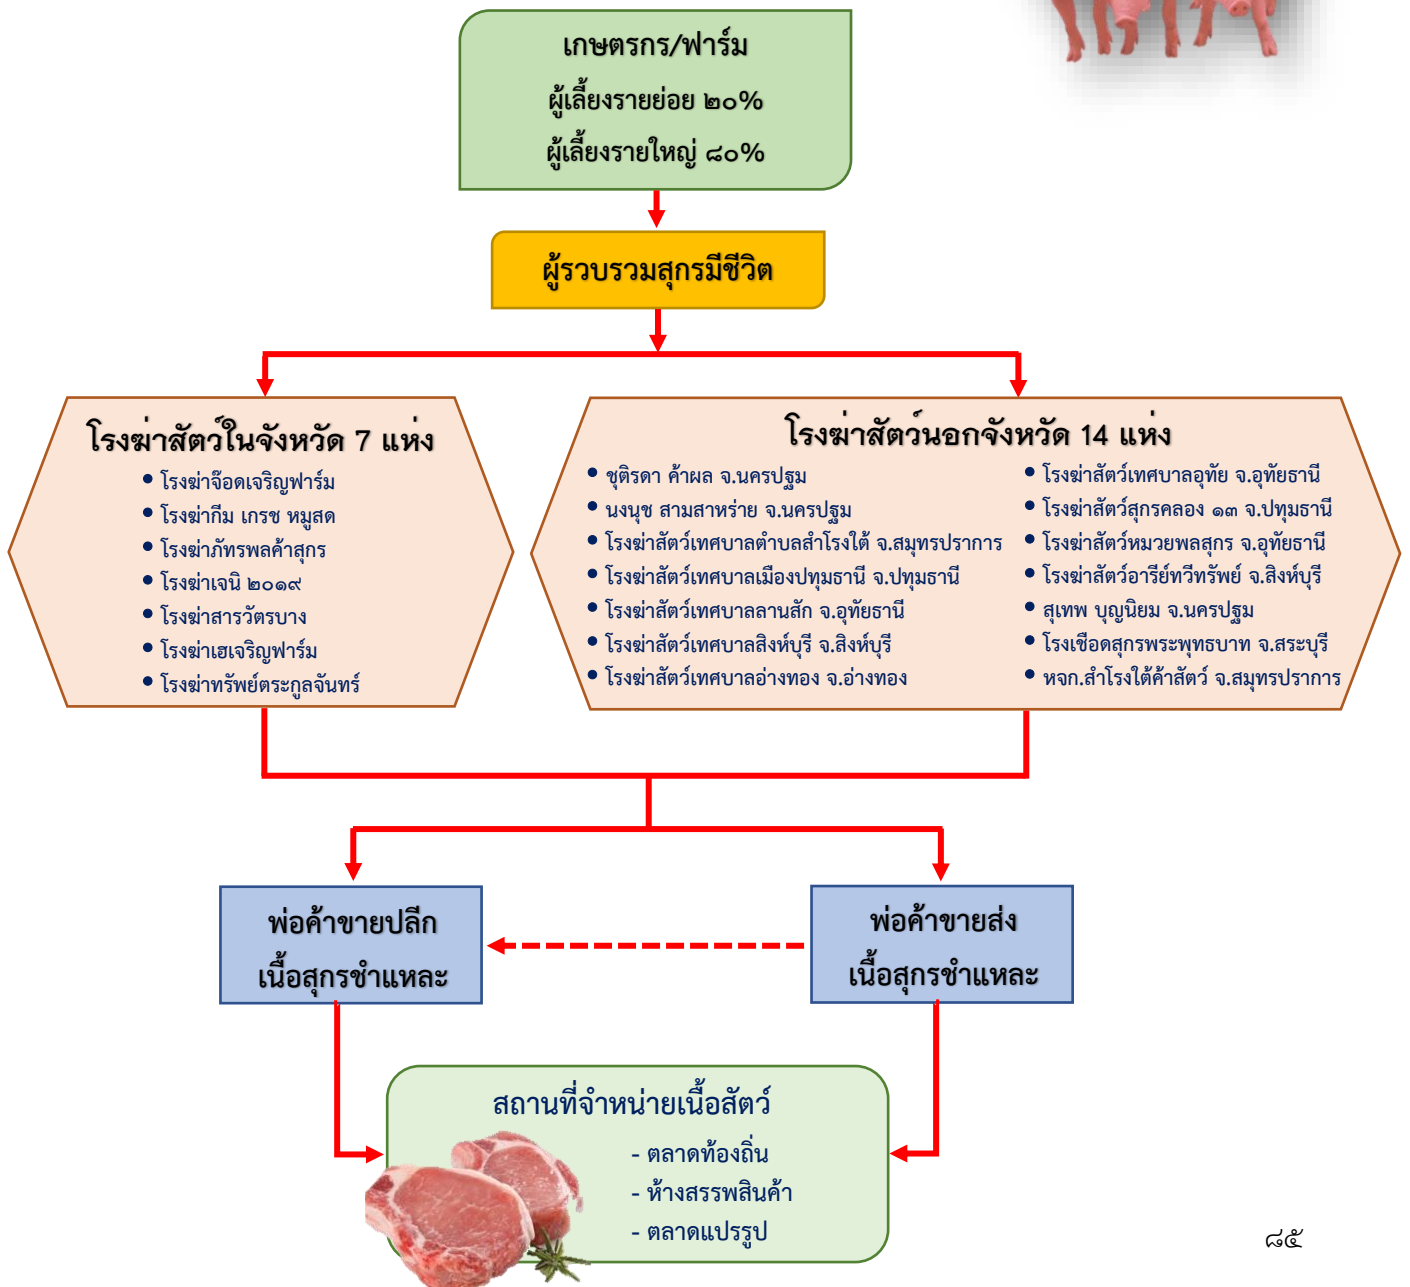 เกษตรกร/ฟาร์ม
ผู้เลี้ยงรายย่อย ๒๐%
ผู้เลี้ยงรายใหญ่ ๘๐%
ผู้รวบรวมสุกรมีชีวิต
โรงฆ่าสัตว์ในจังหวัด 7 แห่ง
• โรงฆ่าจ๊อดเจริญฟาร์ม
• โรงฆ่ากีม เกรซ หมูสด
• โรงฆ่าภัทรพลค้าสุกร
• โรงฆ่าเจนิ ๒๐๑๙
• โรงฆ่าสารวัตรบาง
• โรงฆ่าเฮเจริญฟาร์ม
• โรงฆ่าทรัพย์ตระกูลจันทร์
โรงฆ่าสัตว์นอกจังหวัด 14 แห่ง
• ชุติรดา ค้าผล จ.นครปฐม
• นงนุช สามสาหร่าย จ.นครปฐม
• โรงฆ่าสัตว์เทศบาลตำบลสำโรงใต้ จ.สมุทรปราการ
• โรงฆ่าสัตว์เทศบาลเมืองปทุมธานี จ.ปทุมธานี
• โรงฆ่าสัตว์เทศบาลลานสัก จ.อุทัยธานี
• โรงฆ่าสัตว์เทศบาลสิงห์บุรี จ.สิงห์บุรี
• โรงฆ่าสัตว์เทศบาลอ่างทอง จ.อ่างทอง
• โรงฆ่าสัตว์เทศบาลอุทัย จ.อุทัยธานี
• โรงฆ่าสัตว์สุกรคลอง ๑๓ จ.ปทุมธานี
• โรงฆ่าสัตว์หมวยพลสุกร จ.อุทัยธานี
• โรงฆ่าสัตว์อารีย์ทวีทรัพย์ จ.สิงห์บุรี
• สุเทพ บุญนิยม จ.นครปฐม
• โรงเชือดสุกรพระพุทธบาท จ.สระบุรี
• หจก.สำโรงใต้ค้าสัตว์ จ.สมุทรปราการ
พ่อค้าขายปลีก
เนื้อสุกรชำแหละ
พ่อค้าขายส่ง
เนื้อสุกรชำแหละ
สถานที่จำหน่ายเนื้อสัตว์
- ตลาดท้องถิ่น
- ห้างสรรพสินค้า
- ตลาดแปรรูป
๘๕